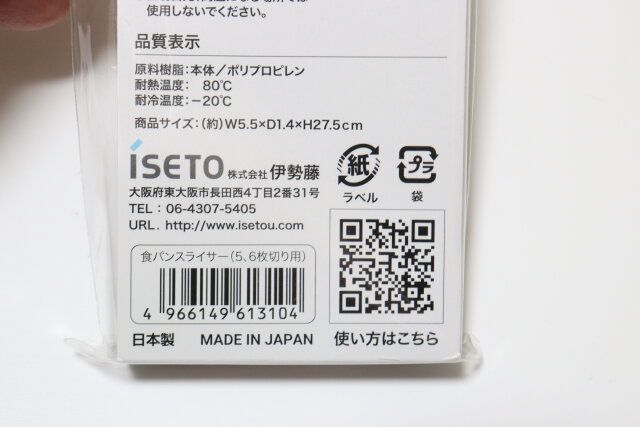 使用しないでください。
品質表示
原料樹脂:本体/ポリプロピレン
耐熱温度: 80℃
耐冷温度:-20℃
商品サイズ:(約)W5.5×D1.4×H27.5cm
ISETO 株式会社 伊勢藤
紙 プラ
ラベル 袋
大阪府東大阪市長田西4丁目2番31号
TEL : 06-4307-5405
URL. http://www.isetou.com
食パンスライサー(5、6枚切り用)
4 966149 613104
日本製 MADE IN JAPAN 使い方はこちら